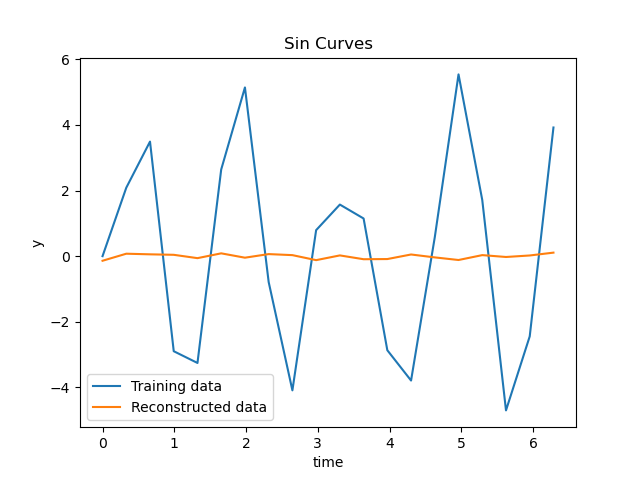 Sin Curves
6
4
2
0
−2
−4
y
0 1 2 3 4 5 6
time
Training data
Reconstructed data